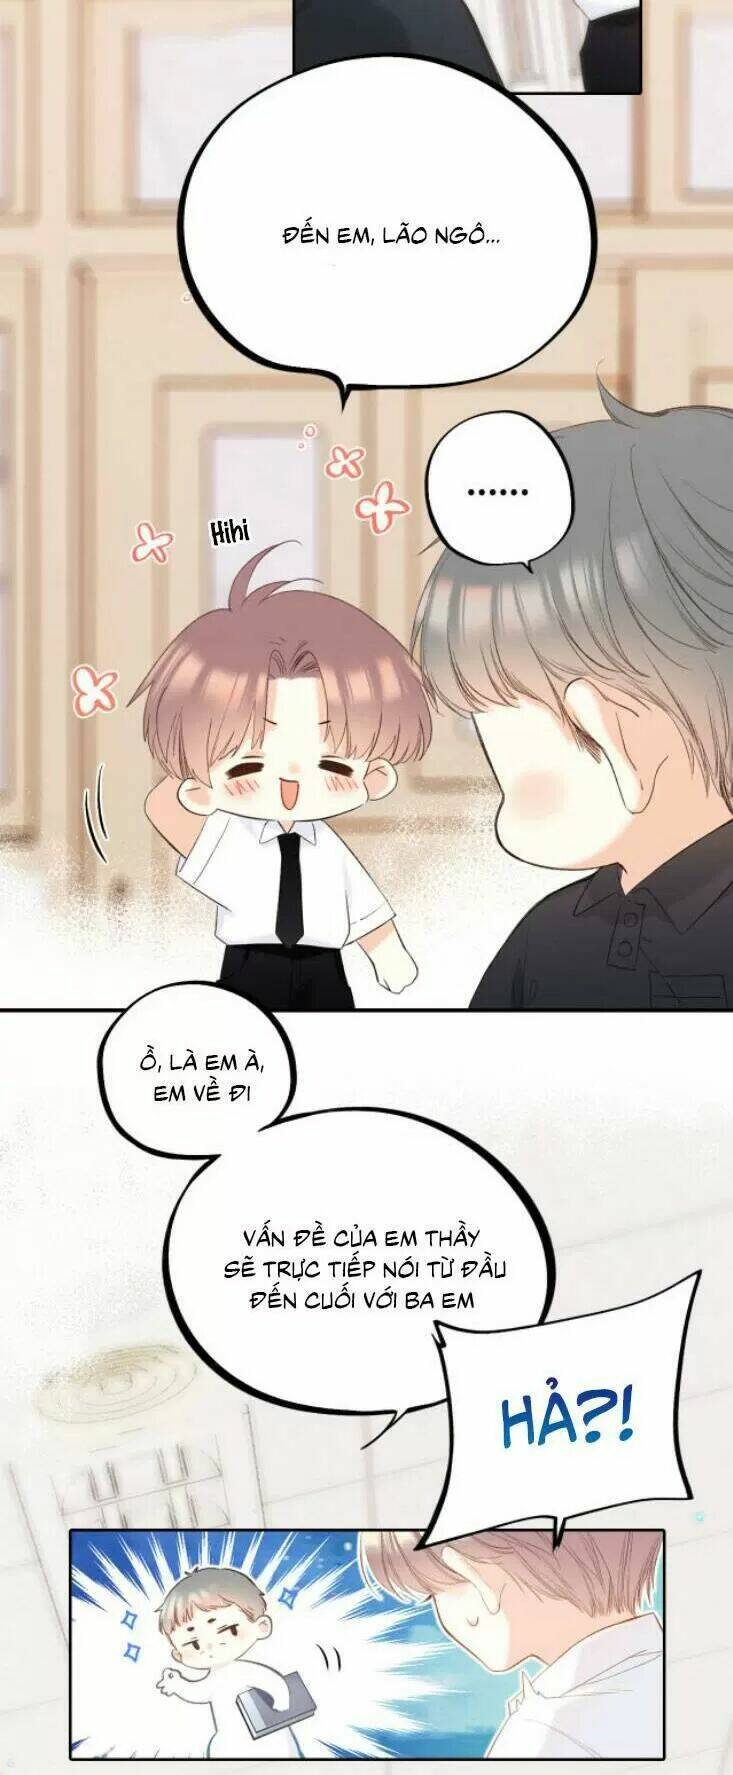 ĐẾN EM, LÃO NGÔ...
......
Hihi
Ồ, LÀ EM À,
EM VỀ ĐI
VẤN ĐỀ CỦA EM THẦY
SẼ TRỰC TIẾP NÓI TỪ ĐẦU
ĐẾN CUỐI VỚI BA EM
HẢ?!